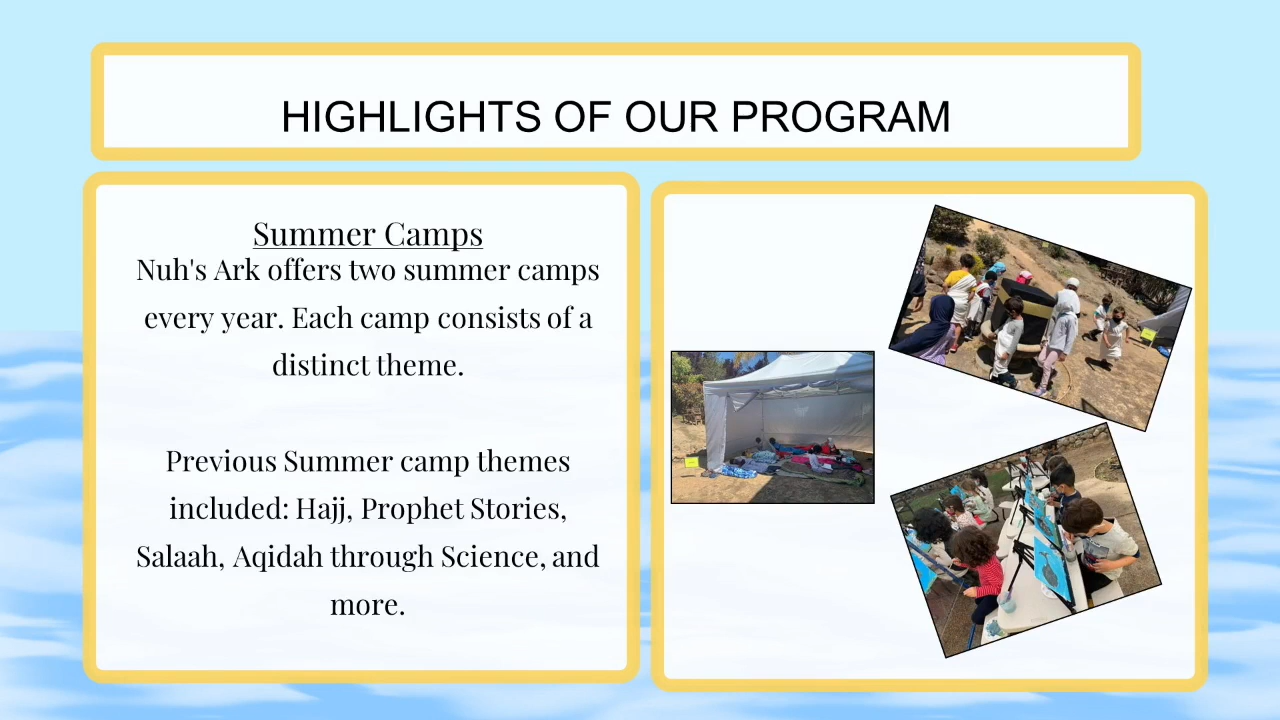 HIGHLIGHTS OF OUR PROGRAM
Summer Camps
Nuh's Ark offers two summer camps
every year. Each camp consists of a
distinct theme.
Previous Summer camp themes
included: Hajj, Prophet Stories,
Salaah, Aqidah through Science, and
more.